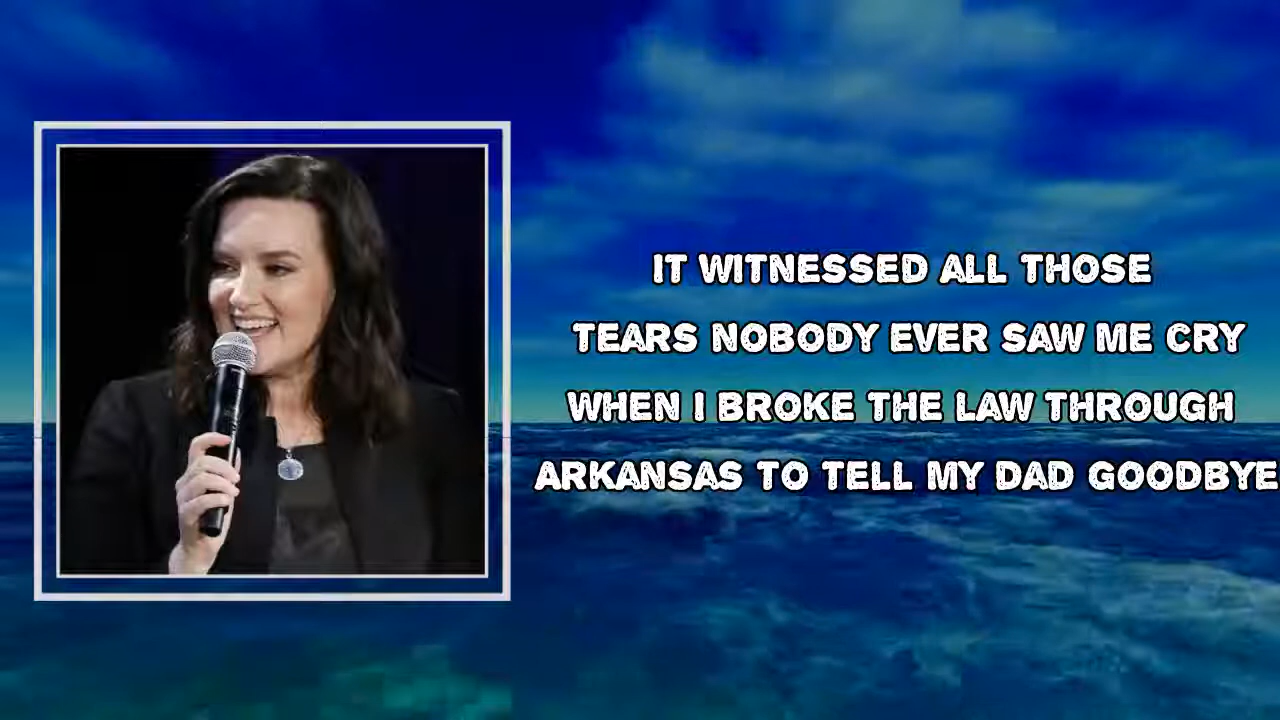 IT WITNESSED ALL THOSE
TEARS NOBODY EVER SAW ME CRY
WHEN I BROKE THE LAW THROUGH
ARKANSAS TO TELL MY DAD GOODBYE